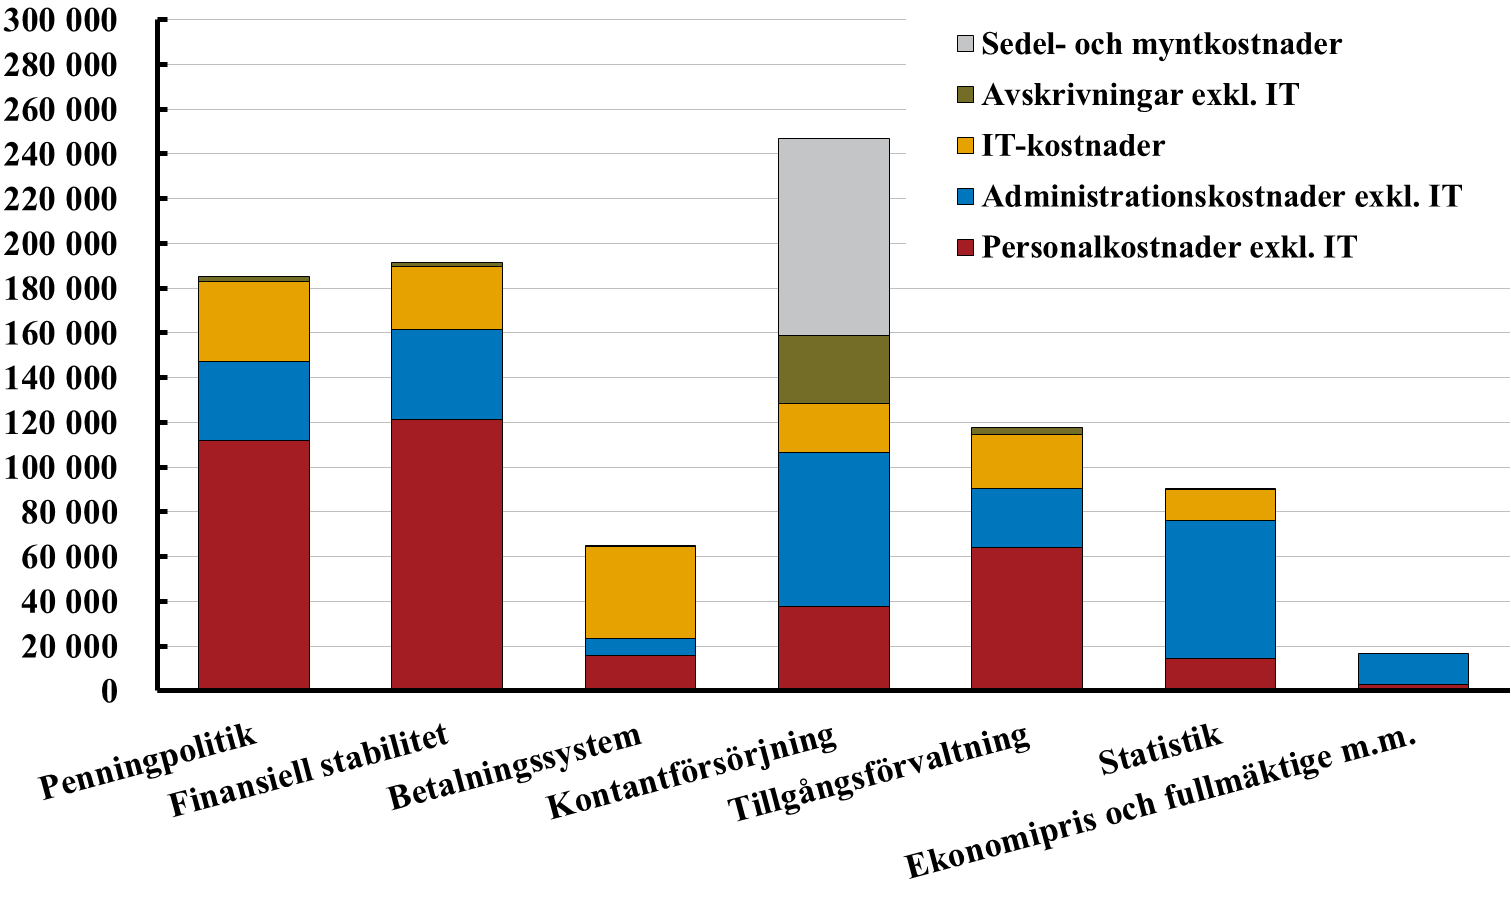 300 000
280 000
260 000
240 000
220 000
200 000
180 000
160 000
140 000
120 000
100 000
80 000
60 000
40 000
20 000
0
Sedel- och myntkostnader
Avskrivningar exkl. IT
IT-kostnader
Administrationskostnader exkl. IT
Personalkostnader exkl. IT
Penningpolitik
Finansiell stabilitet
Betalningssystem
Kontantförsörjning
Tillgångsförvaltning
Statistik
Ekonomipris och fullmäktige m.m.